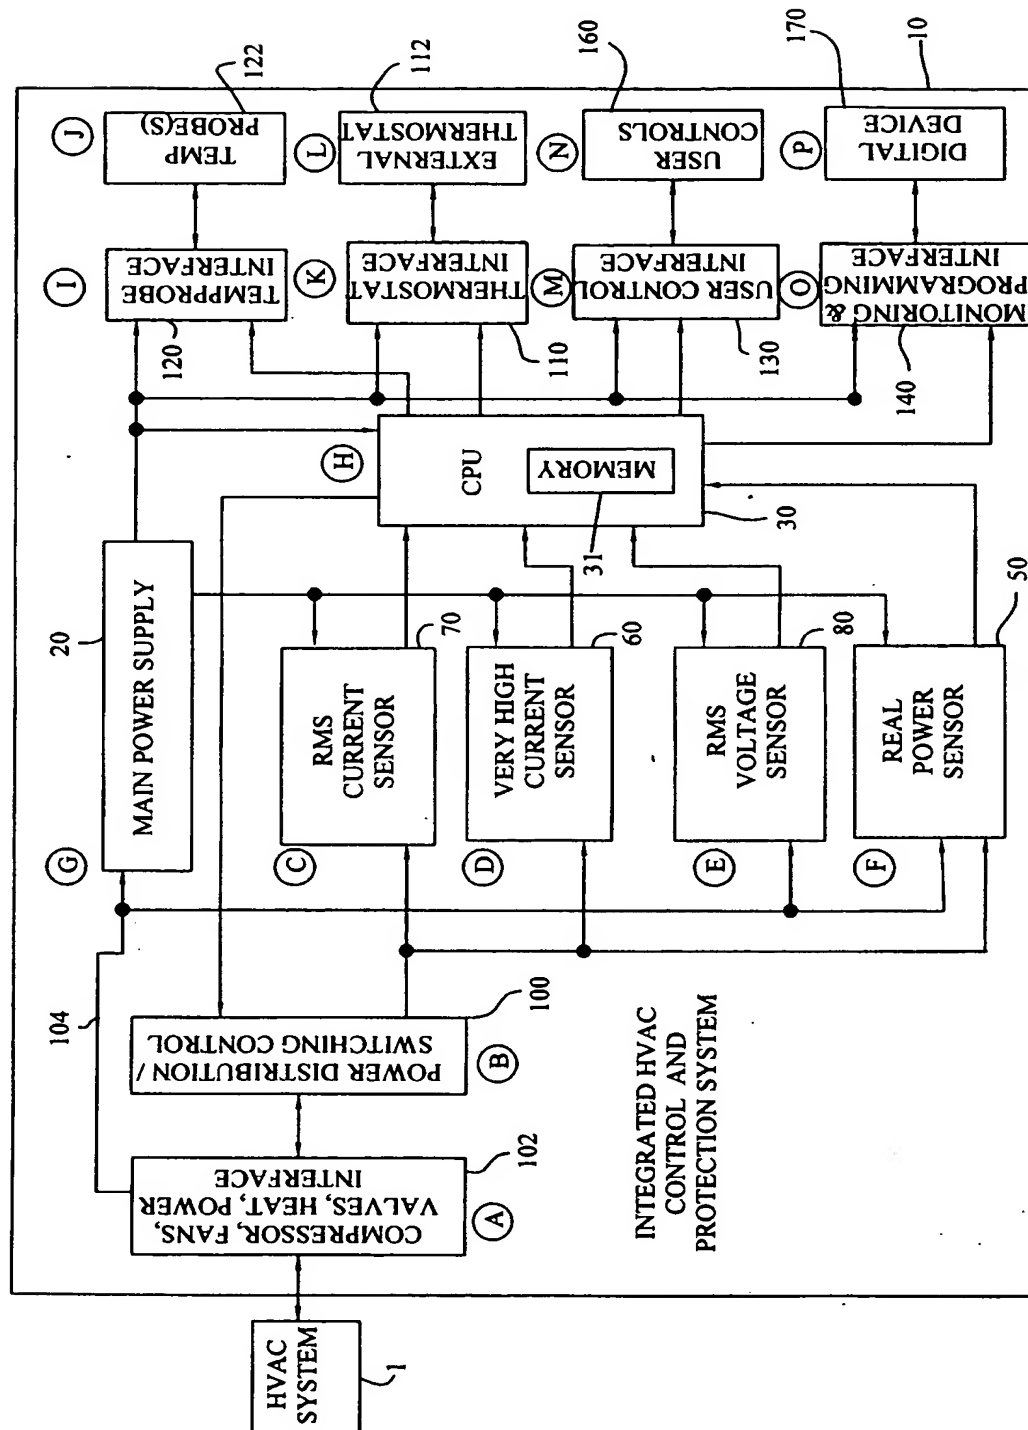 HVAC
SYSTEM
1
COMPRESSOR, FANS,
VALVES, HEAT, POWER
INTERFACE
A
102
104
POWER DISTRIBUTION /
SWITCHING CONTROL
B
100
INTEGRATED HVAC
CONTROL AND
PROTECTION SYSTEM
G
MAIN POWER SUPPLY
20
C
RMS
CURRENT
SENSOR
70
D
VERY HIGH
CURRENT
SENSOR
60
E
RMS
VOLTAGE
SENSOR
80
F
REAL
POWER
SENSOR
50
H
CPU
MEMORY
31
30
I
TEMPPROBE
INTERFACE
120
J
TEMP
PROBE(S)
122
K
THERMOSTAT
INTERFACE
110
L
EXTERNAL
THERMOSTAT
112
M
USER CONTROL
INTERFACE
130
N
USER
CONTROLS
160
O
MONITORING &
PROGRAMMING
INTERFACE
140
P
DIGITAL
DEVICE
170
10